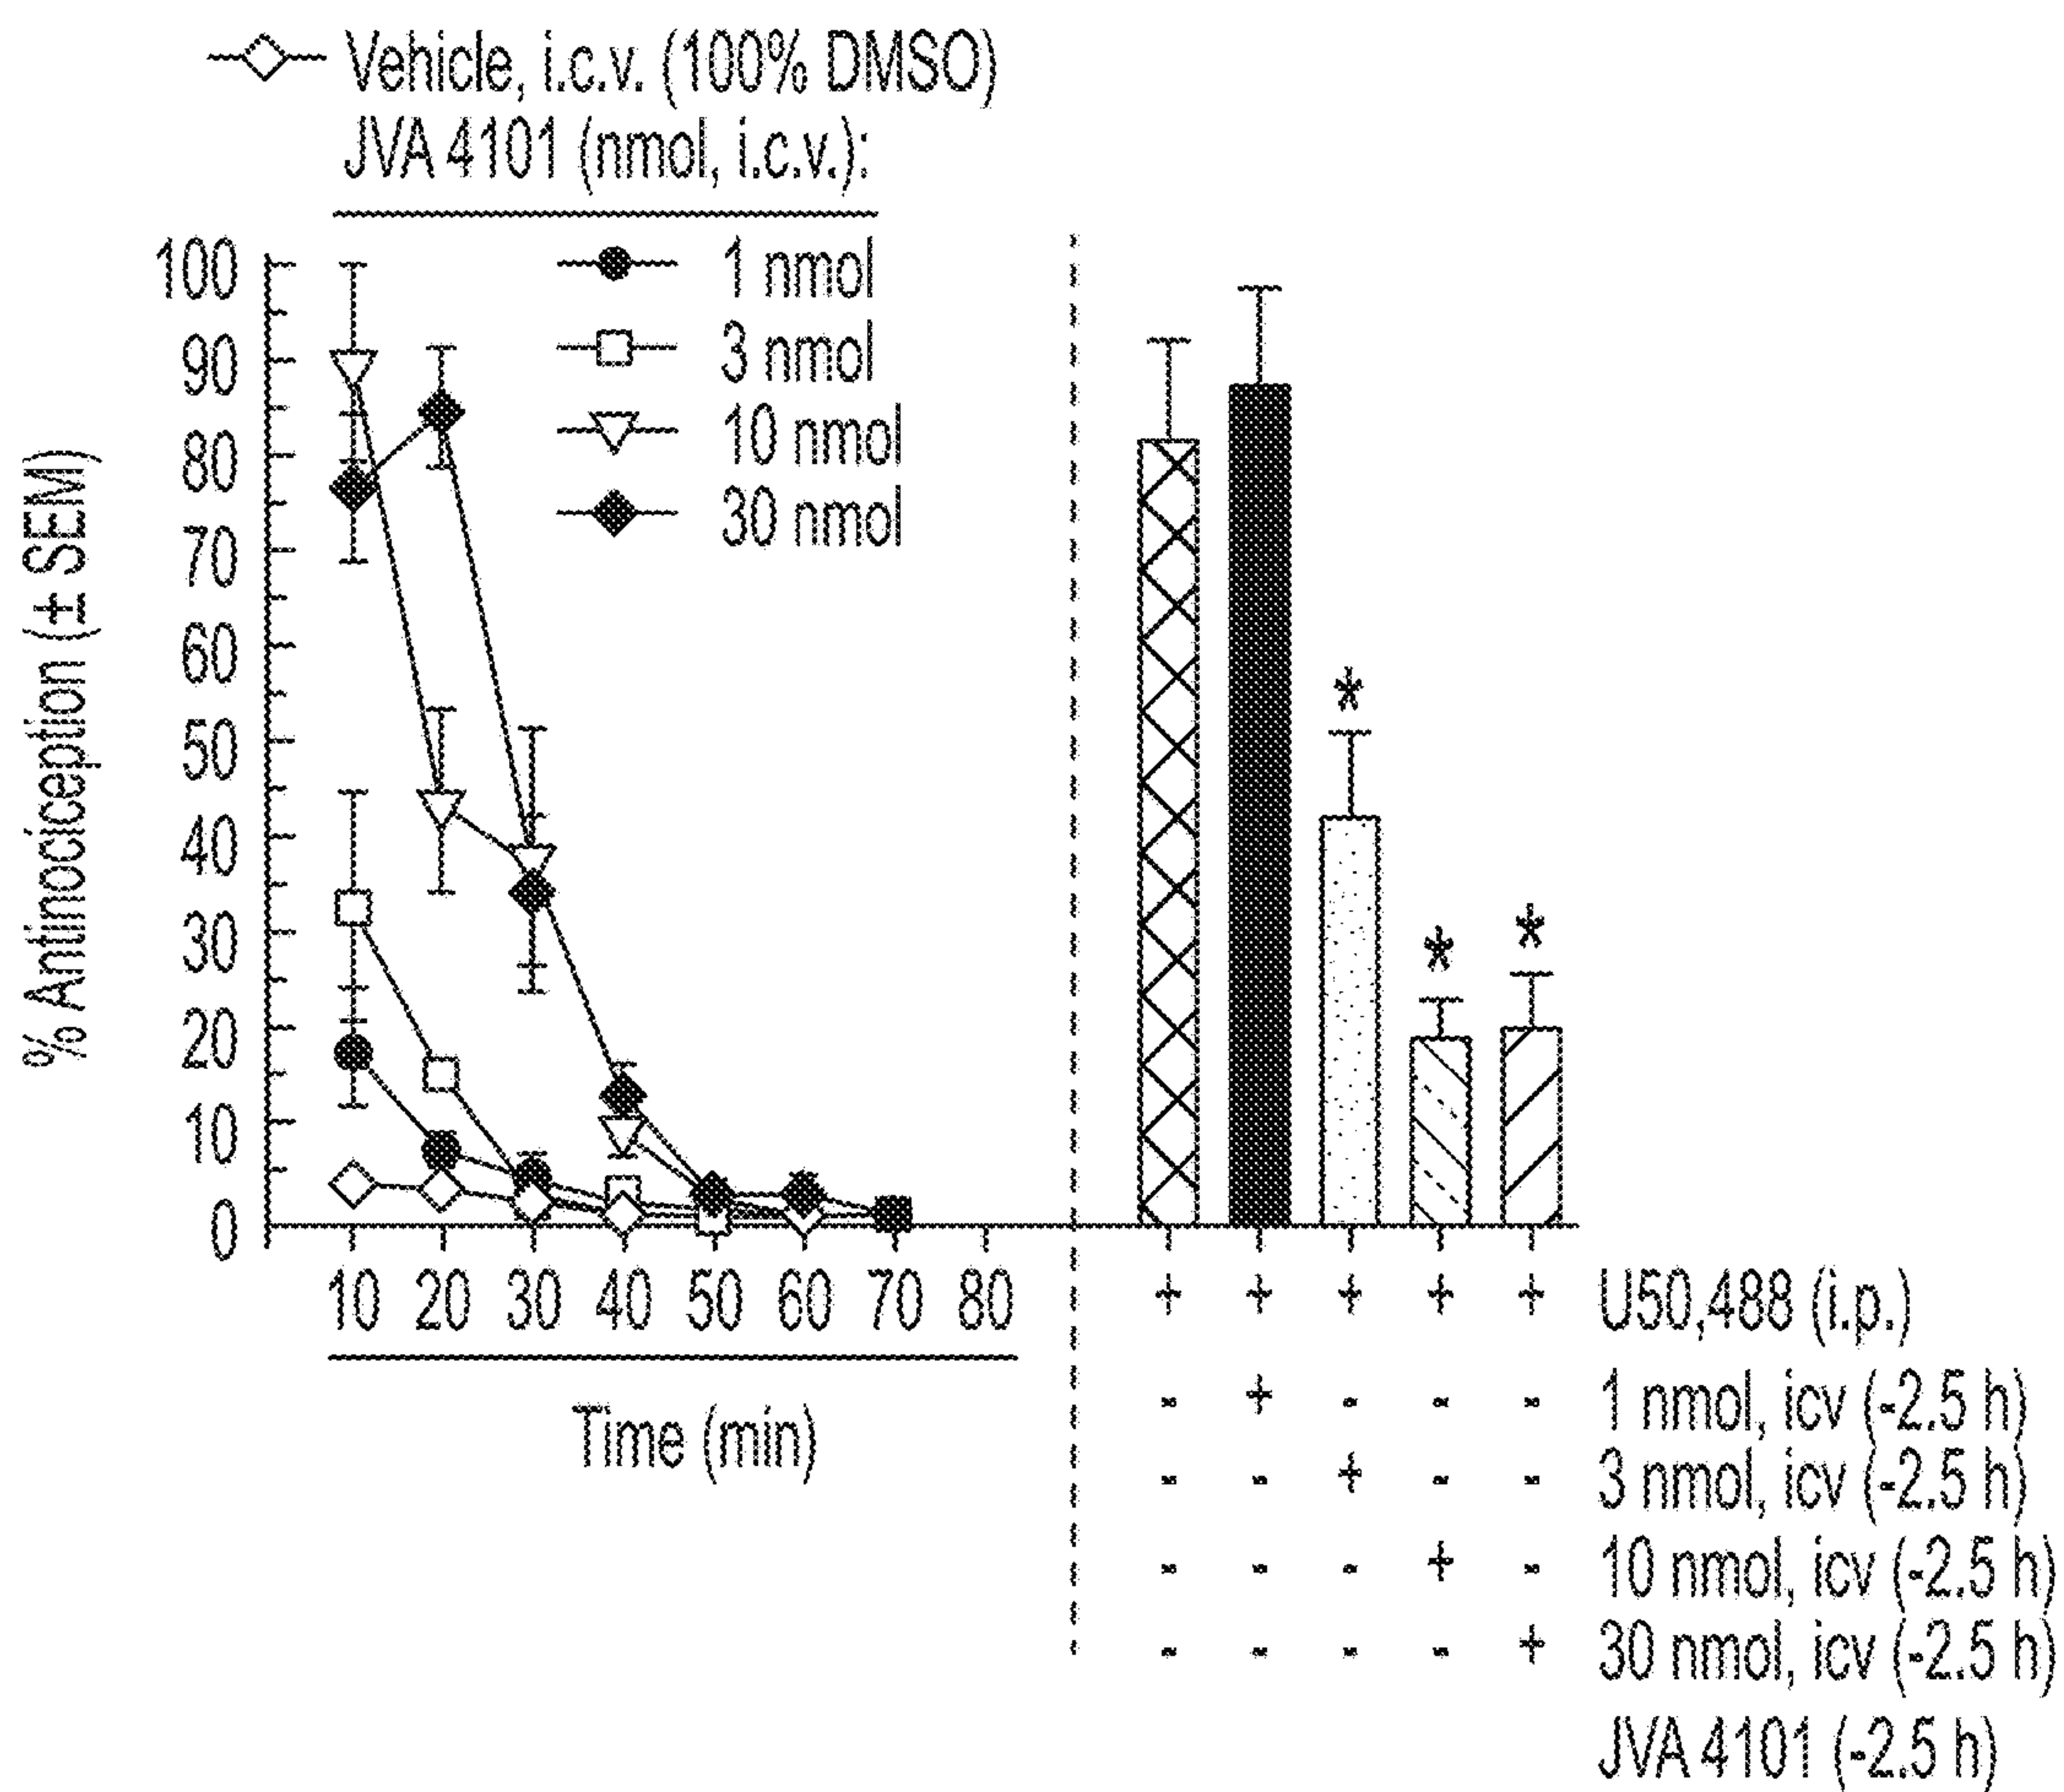 Vehicle, i.c.v. (100% DMSO)
JVA 4101 (nmol, i.c.v.):
1 nmol
3 nmol
10 nmol
30 nmol
% Antinociception (± SEM)
100
90
80
70
60
50
40
30
20
10
0
* * *
10 20 30 40 50 60 70 80
Time (min)
+ + + + + U50,488 (i.p.)
- + - - - 1 nmol, icv (-2.5 h)
- - + - - 3 nmol, icv (-2.5 h)
- - - + - 10 nmol, icv (-2.5 h)
- - - - + 30 nmol, icv (-2.5 h)
JVA 4101 (-2.5 h)